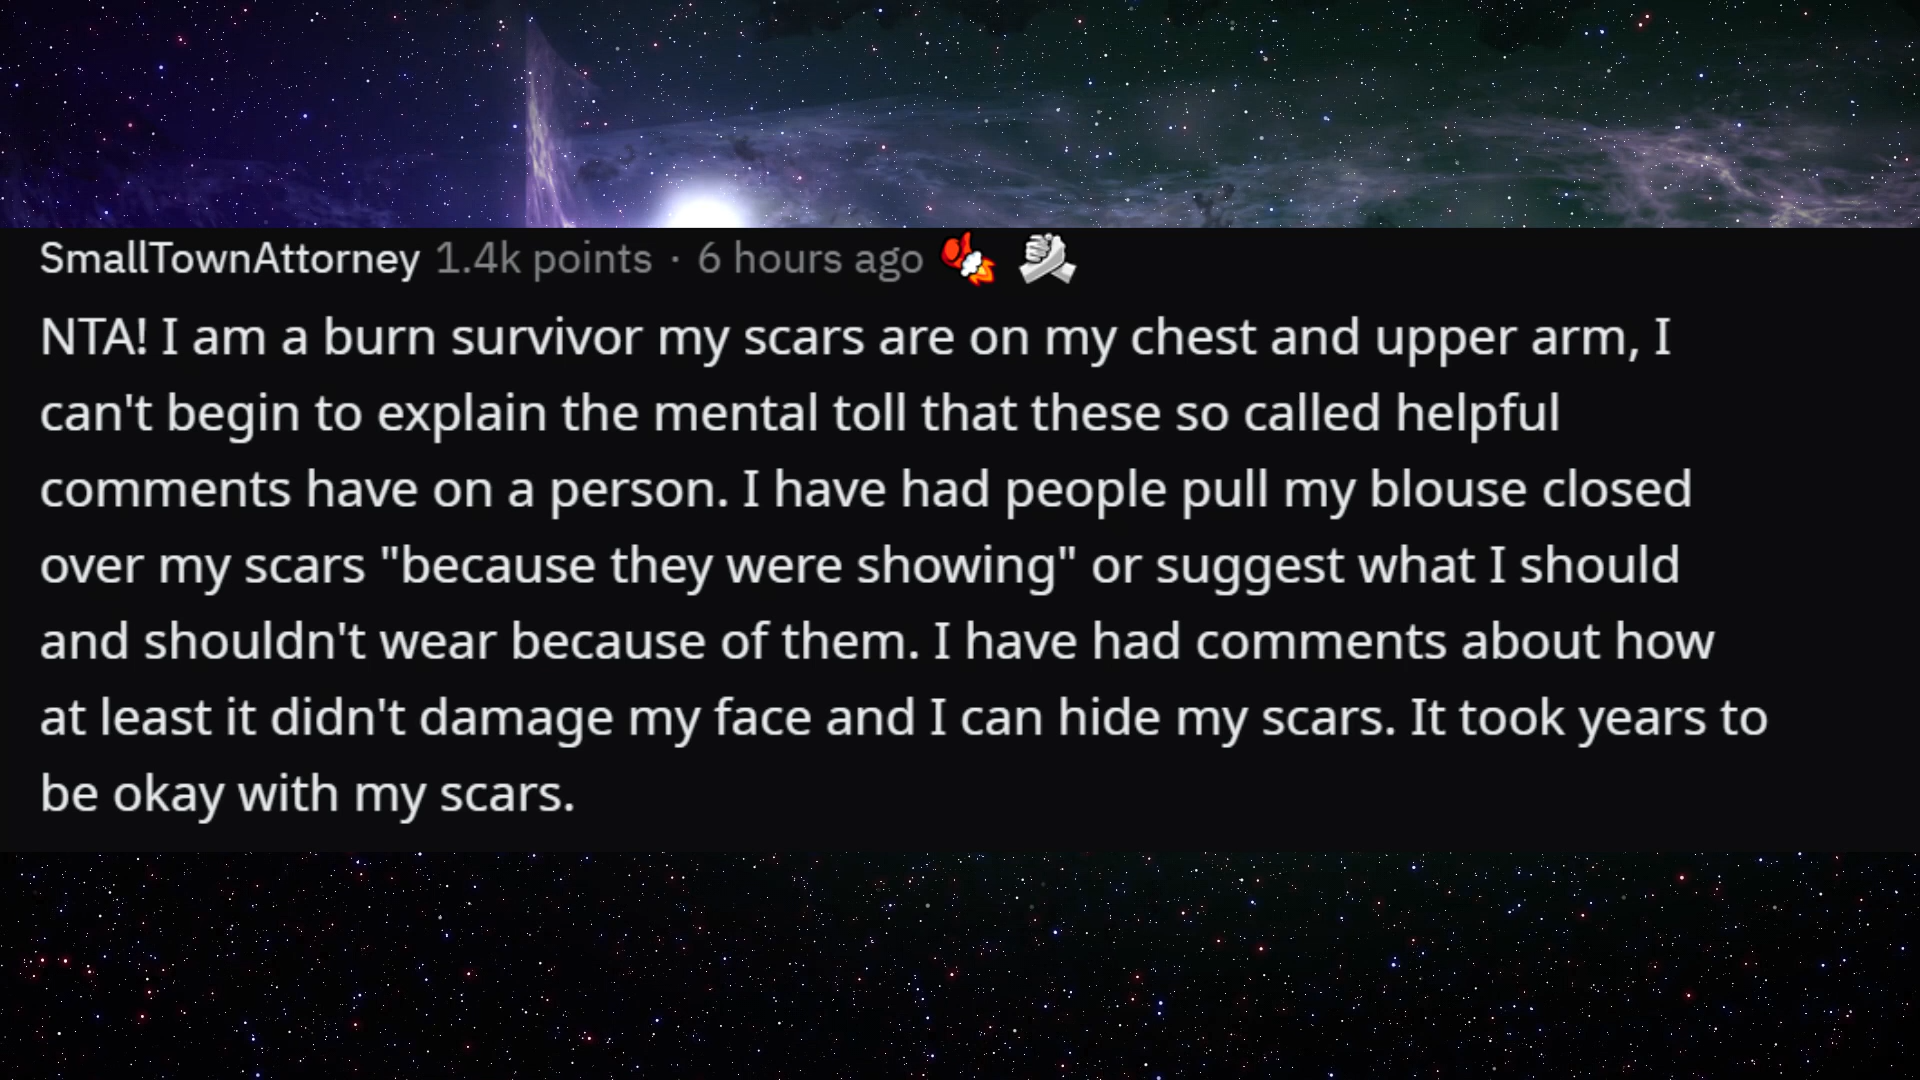 SmallTownAttorney 1.4k points · 6 hours ago
NTA! I am a burn survivor my scars are on my chest and upper arm, I
can't begin to explain the mental toll that these so called helpful
comments have on a person. I have had people pull my blouse closed
over my scars "because they were showing" or suggest what I should
and shouldn't wear because of them. I have had comments about how
at least it didn't damage my face and I can hide my scars. It took years to
be okay with my scars.